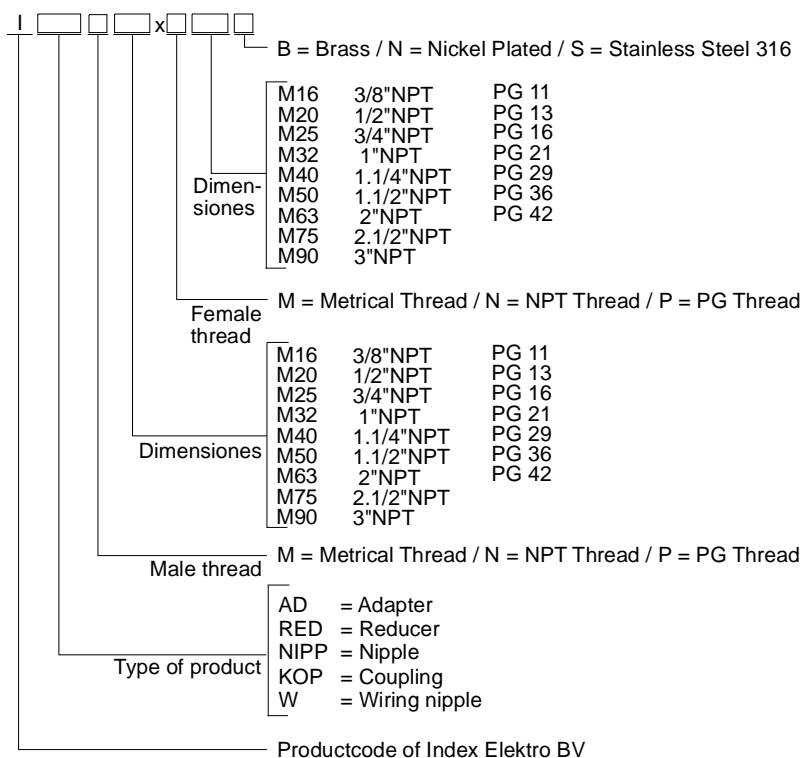 I x
B = Brass / N = Nickel Plated / S = Stainless Steel 316
M16 3/8"NPT PG 11
M20 1/2"NPT PG 13
M25 3/4"NPT PG 16
M32 1"NPT PG 21
M40 1.1/4"NPT PG 29
M50 1.1/2"NPT PG 36
M63 2"NPT PG 42
M75 2.1/2"NPT
M90 3"NPT
Dimen-
siones
M = Metrical Thread / N = NPT Thread / P = PG Thread
Female
thread
M16 3/8"NPT PG 11
M20 1/2"NPT PG 13
M25 3/4"NPT PG 16
M32 1"NPT PG 21
M40 1.1/4"NPT PG 29
M50 1.1/2"NPT PG 36
M63 2"NPT PG 42
M75 2.1/2"NPT
M90 3"NPT
Dimensiones
M = Metrical Thread / N = NPT Thread / P = PG Thread
Male thread
AD = Adapter
RED = Reducer
NIPP = Nipple
KOP = Coupling
W = Wiring nipple
Type of product
Productcode of Index Elektro BV